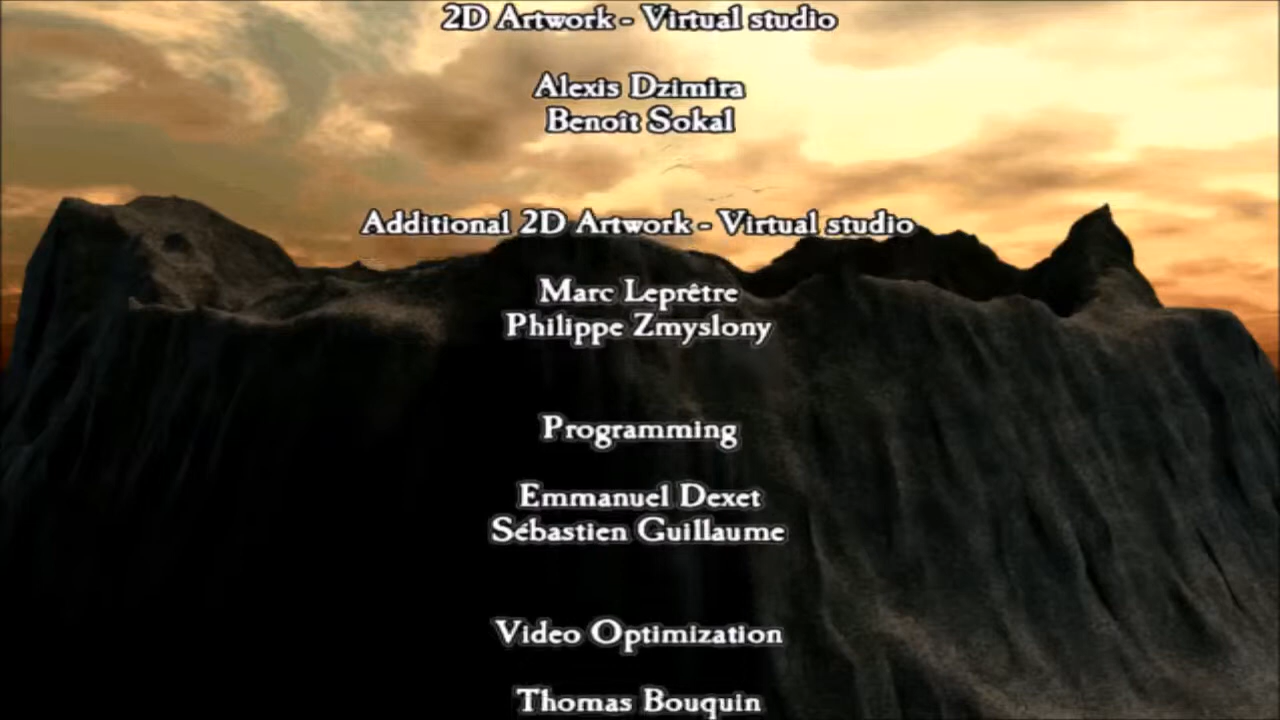 2D Artwork - Virtual studio
Alexis Dzimira
Benoît Sokal
Additional 2D Artwork - Virtual studio
Marc Leprêtre
Philippe Zmyslony
Programming
Emmanuel Dexet
Sébastien Guillaume
Video Optimization
Thomas Bouquin